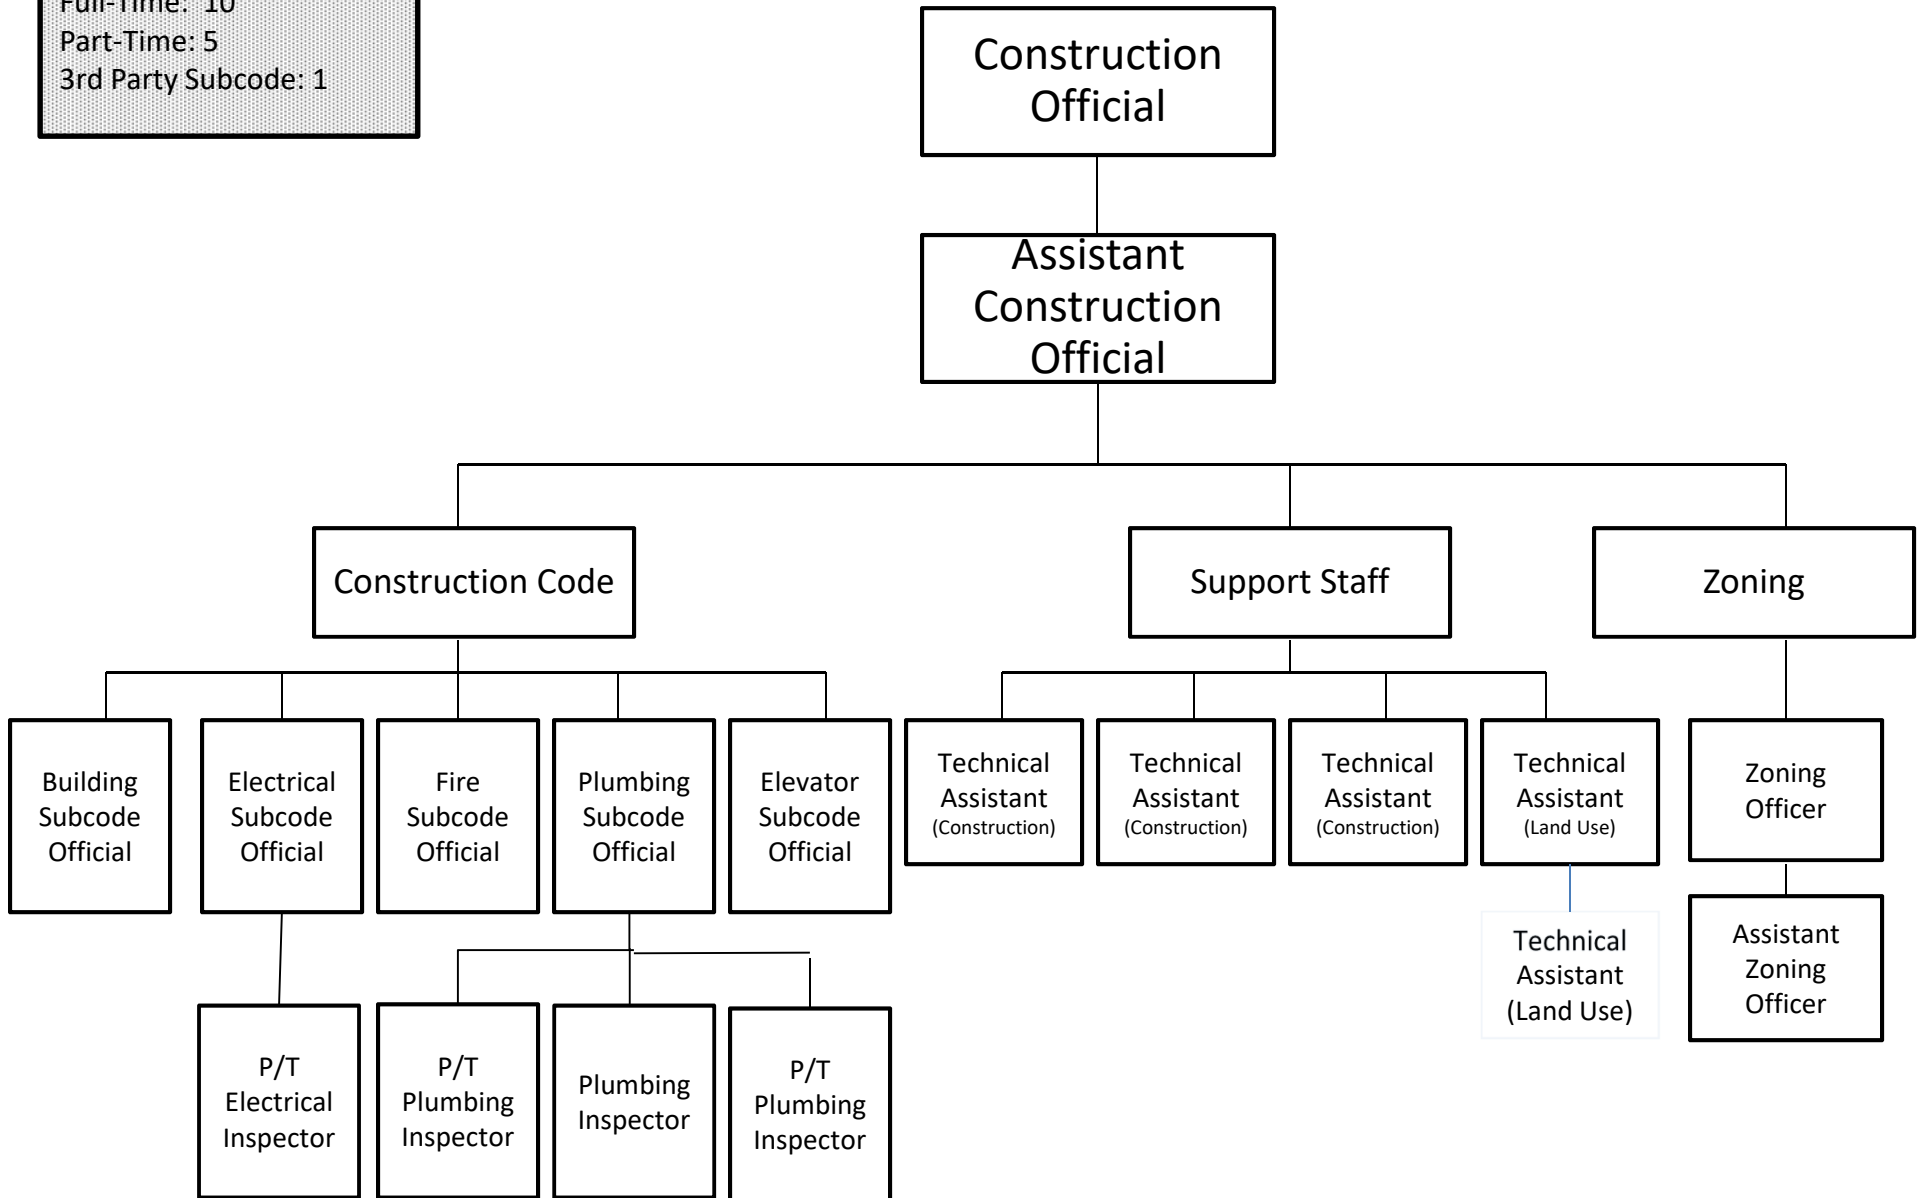 Full-Time: 10
Part-Time: 5
3rd Party Subcode: 1
Construction
Official
Assistant
Construction
Official
Construction Code
Support Staff
Zoning
Building
Subcode
Official
Electrical
Subcode
Official
Fire
Subcode
Official
Plumbing
Subcode
Official
Elevator
Subcode
Official
Technical
Assistant
(Construction)
Technical
Assistant
(Construction)
Technical
Assistant
(Construction)
Technical
Assistant
(Land Use)
Zoning
Officer
Technical
Assistant
(Land Use)
Assistant
Zoning
Officer
P/T
Electrical
Inspector
P/T
Plumbing
Inspector
Plumbing
Inspector
P/T
Plumbing
Inspector